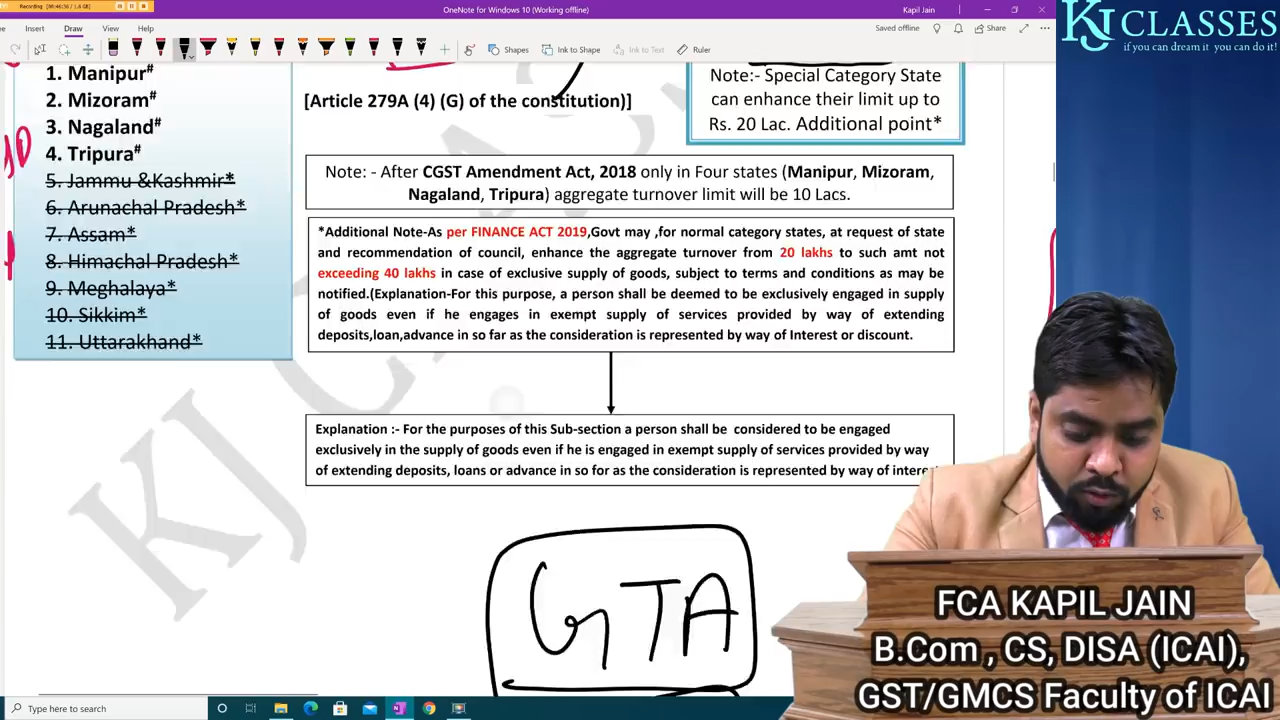 Recording
OneNote for Windows 10 (Working offline)
Kapil Jain
Insert
Draw
View
Help
Saved offline
Share
Shapes
Ink to Shape
Ink to Text
Ruler
KJ CLASSES
if you can dream it you can do it!
1. Manipur#
2. Mizoram#
3. Nagaland#
4. Tripura#
5. Jammu &Kashmir*
6. Arunachal Pradesh*
7. Assam*
8. Himachal Pradesh*
9. Meghalaya*
10. Sikkim*
11. Uttarakhand*
[Article 279A (4) (G) of the constitution)]
Note:- Special Category State
can enhance their limit up to
Rs. 20 Lac. Additional point*
Note: - After CGST Amendment Act, 2018 only in Four states (Manipur, Mizoram,
Nagaland, Tripura) aggregate turnover limit will be 10 Lacs.
*Additional Note-As per FINANCE ACT 2019,Govt may ,for normal category states, at request of state
and recommendation of council, enhance the aggregate turnover from 20 lakhs to such amt not
exceeding 40 lakhs in case of exclusive supply of goods, subject to terms and conditions as may be
notified.(Explanation-For this purpose, a person shall be deemed to be exclusively engaged in supply
of goods even if he engages in exempt supply of services provided by way of extending
deposits,loan,advance in so far as the consideration is represented by way of Interest or discount.
Explanation :- For the purposes of this Sub-section a person shall be considered to be engaged
exclusively in the supply of goods even if he is engaged in exempt supply of services provided by way
of extending deposits, loans or advance in so far as the consideration is represented by way of
GTA
KJ CLAS
FCA KAPIL JAIN
B.Com , CS, DISA (ICAI),
GST/GMCS Faculty of ICAI
Type here to search